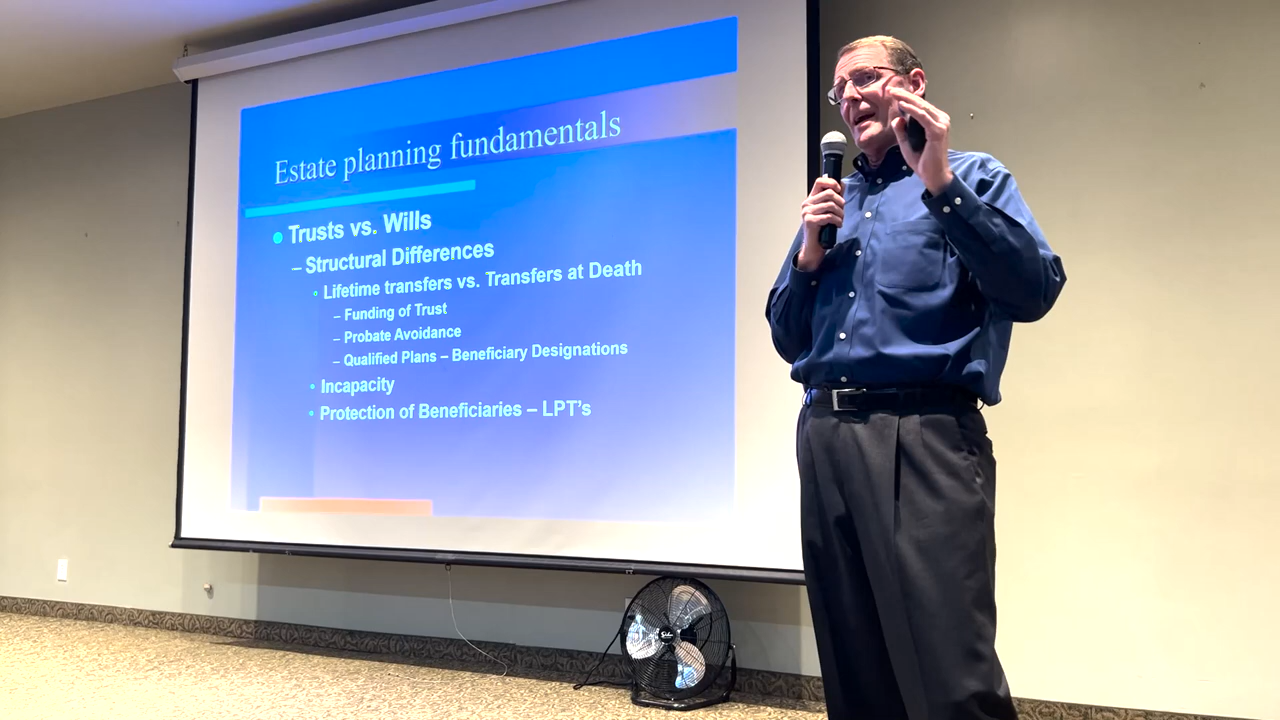 Estate planning fundamentals
Trusts vs. Wills
– Structural Differences
Lifetime transfers vs. Transfers at Death
– Funding of Trust
– Probate Avoidance
– Qualified Plans – Beneficiary Designations
Incapacity
Protection of Beneficiaries – LPT's